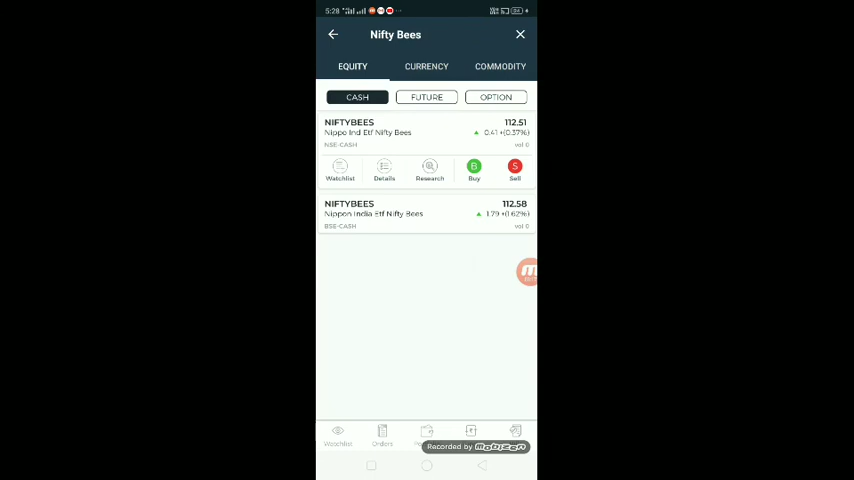 5:28
Nifty Bees
EQUITY CURRENCY COMMODITY
CASH FUTURE OPTION
NIFTYBEES 112.51
Nippo Ind Etf Nifty Bees 0.41 +(0.37%)
NSE-CASH vol 0
Watchlist Details Research B Buy S Sell
NIFTYBEES 112.58
Nippon India Etf Nifty Bees 1.79 +(1.62%)
BSE-CASH vol 0
Watchlist Orders
Recorded by mobizen